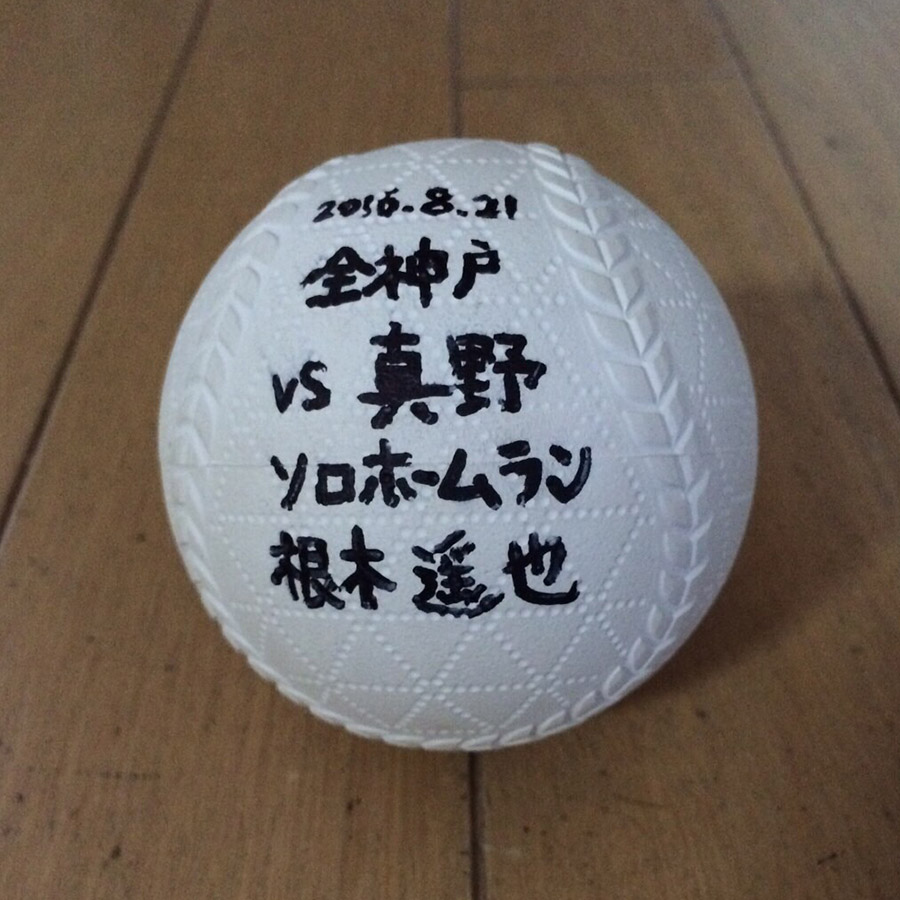 2016.8.21
全神戸
vs 真野
ソロホームラン
根木 遥也